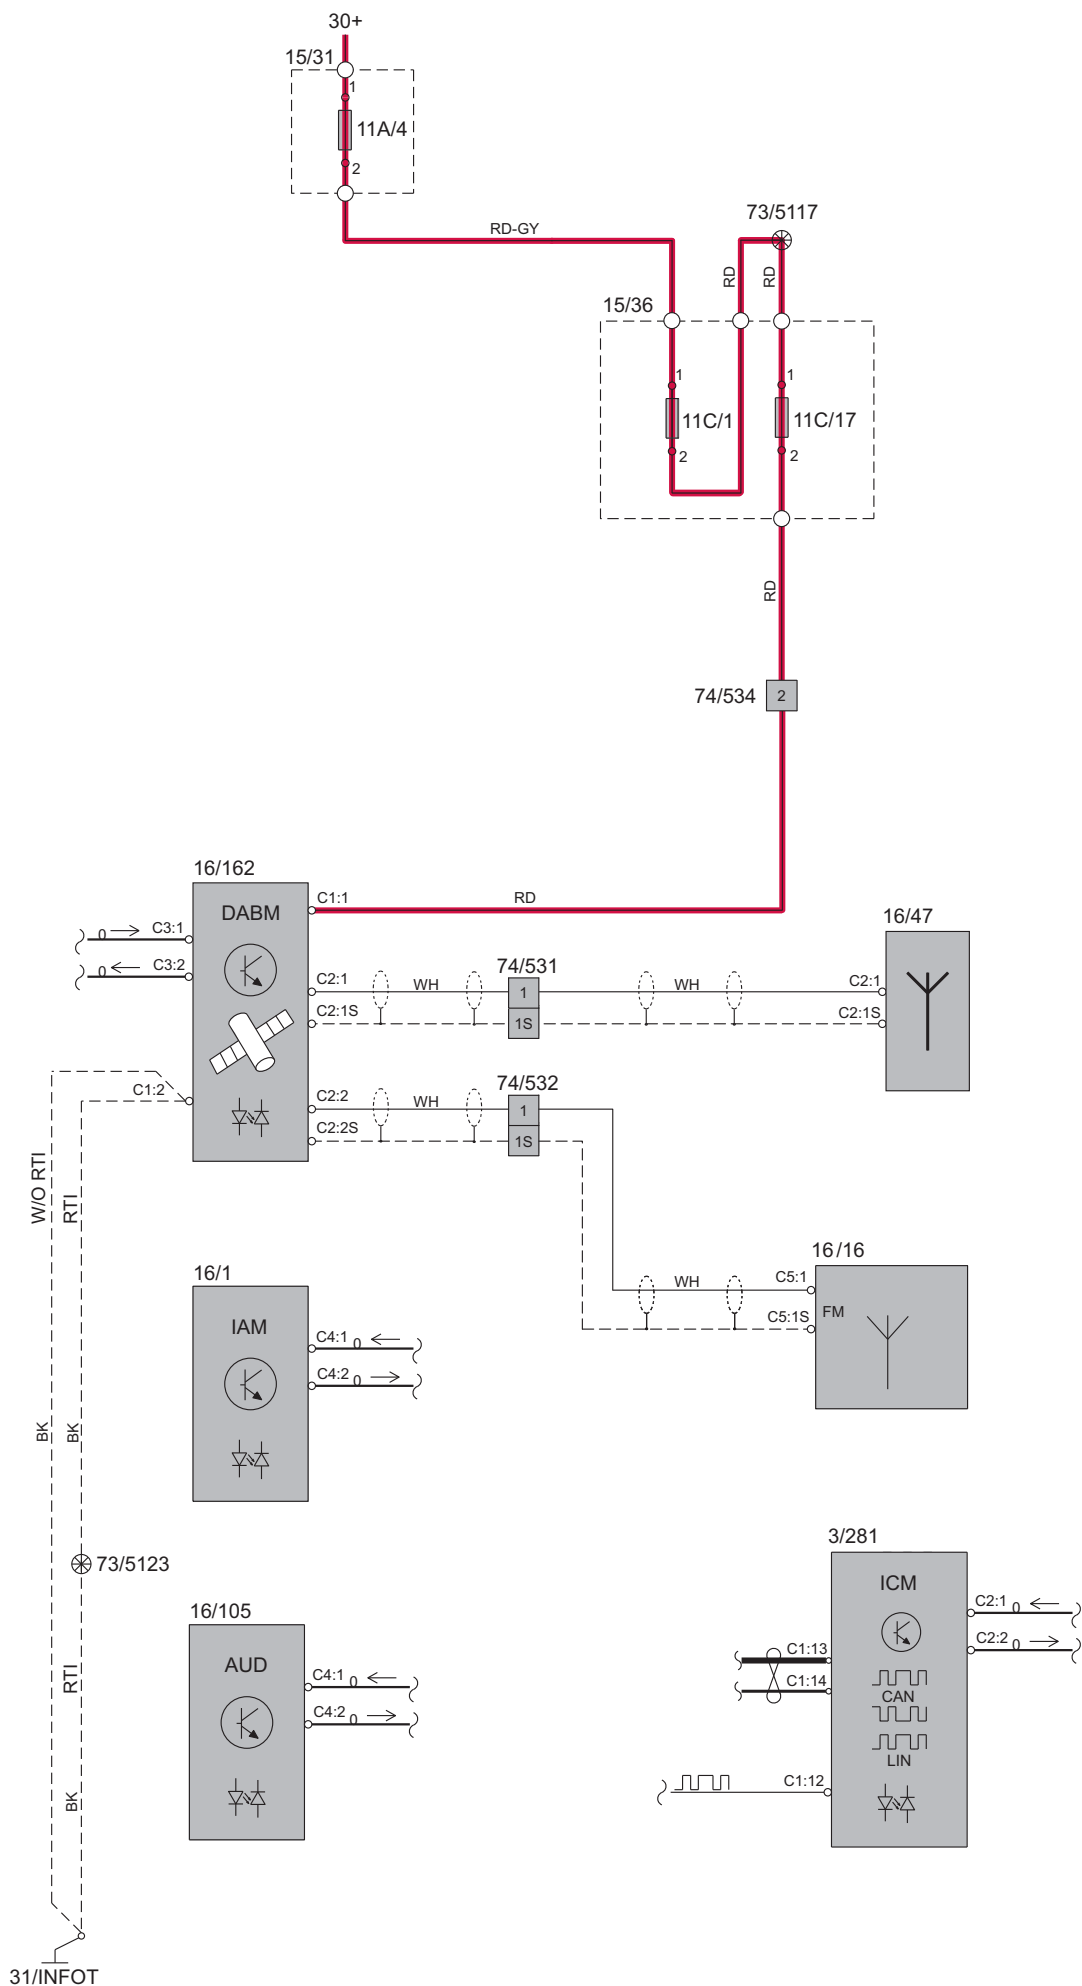 30+
15/31
1
11A/4
2
RD-GY
73/5117
RD
RD
15/36
1
1
11C/1
11C/17
2
2
RD
74/534
2
16/162
DABM
C1:1
RD
16/47
C3:1
0
C3:2
0
C2:1
WH
74/531
1
WH
C2:1
C2:1S
1S
C2:1S
C1:2
C2:2
WH
74/532
1
C2:2S
1S
W/O RTI
RTI
16/1
IAM
C4:1
0
C4:2
0
16/16
WH
C5:1
C5:1S
FM
BK
BK
73/5123
3/281
ICM
C2:1
0
C2:2
0
C1:13
C1:14
CAN
LIN
C1:12
16/105
AUD
C4:1
0
C4:2
0
RTI
BK
31/INFOT